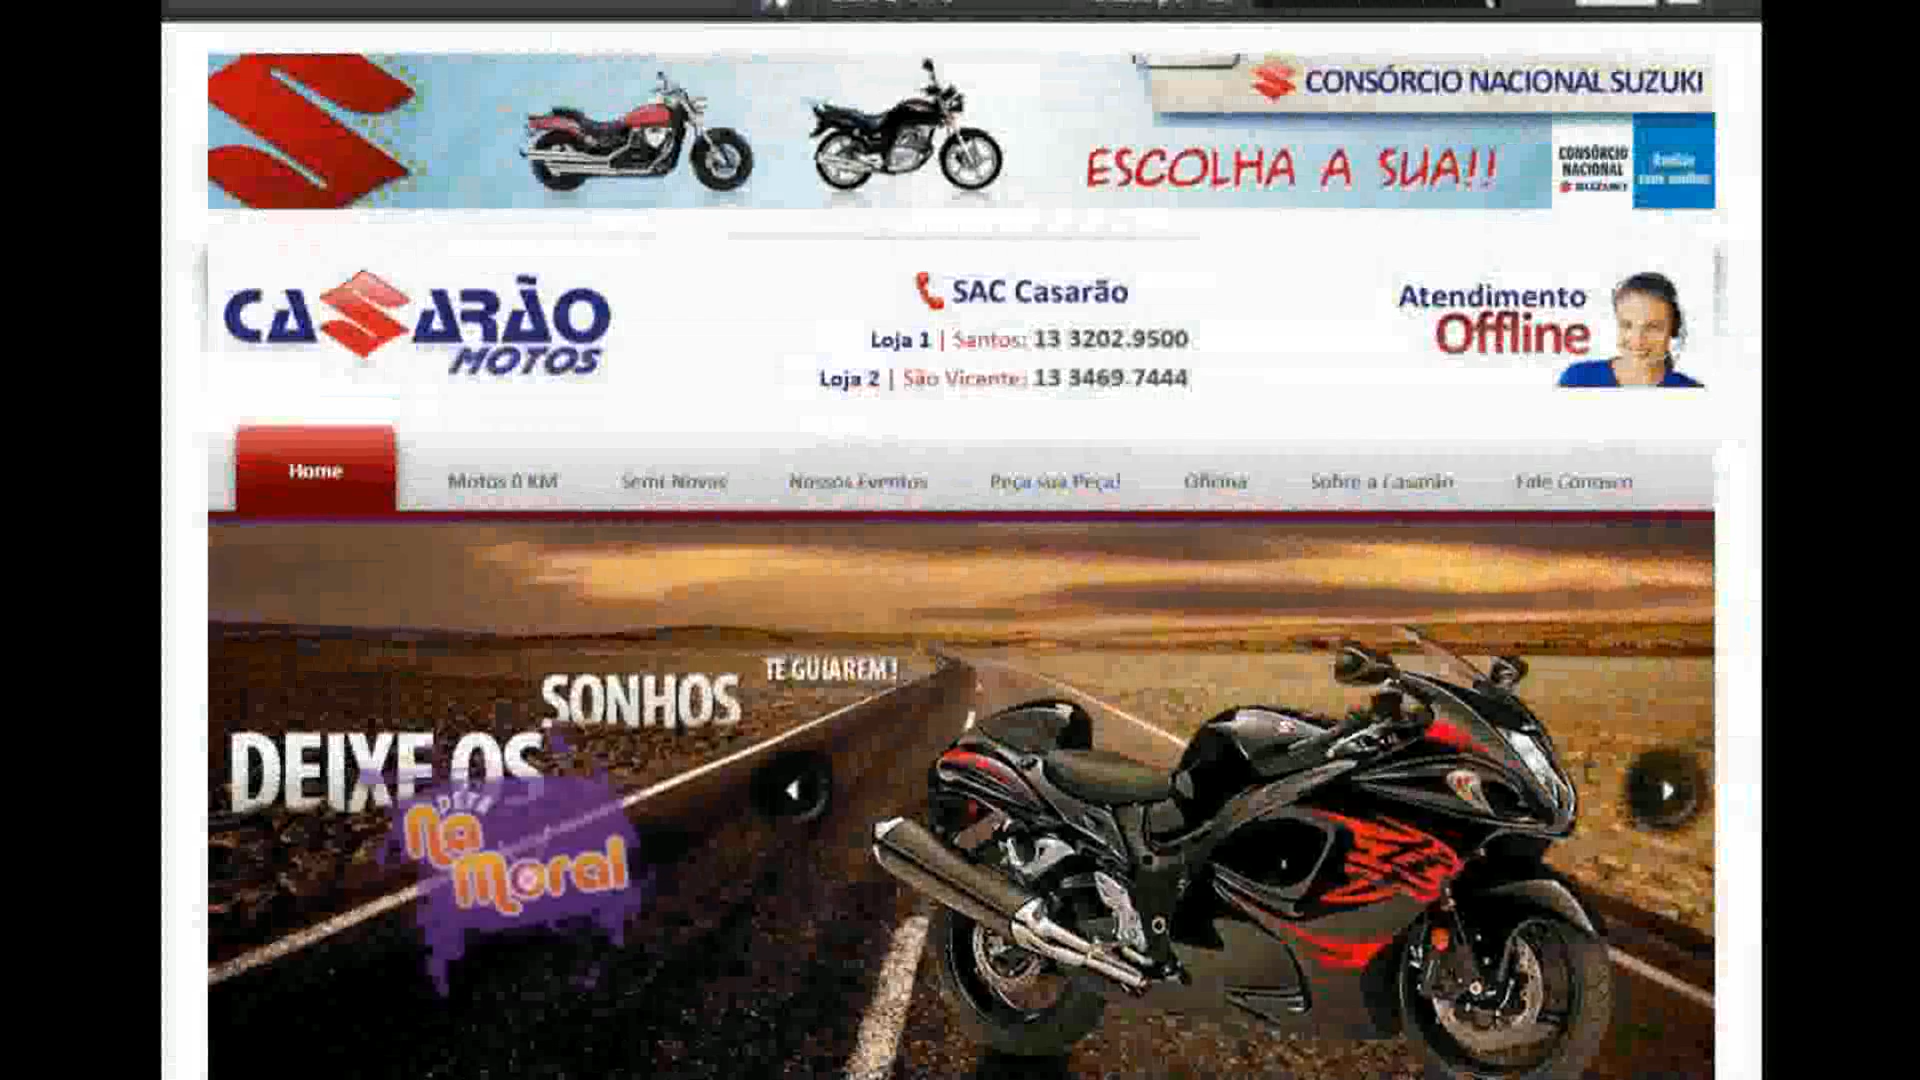 CONSÓRCIO NACIONAL SUZUKI
ESCOLHA A SUA!!
CONSÓRCIO
NACIONAL
SUZUKI
CASARÃO
MOTOS
SAC Casarão
Loja 1 | Santos: 13 3202.9500
Loja 2 | São Vicente: 13 3469.7444
Atendimento
Offline
Home
Motos 0 KM
Semi-Novos
Nossos Eventos
Peça sua Peça!
Oficina
Sobre a Casarão
Fale Conosco
DEIXE OS
SONHOS
TE GUIAREM!
Na
Moral